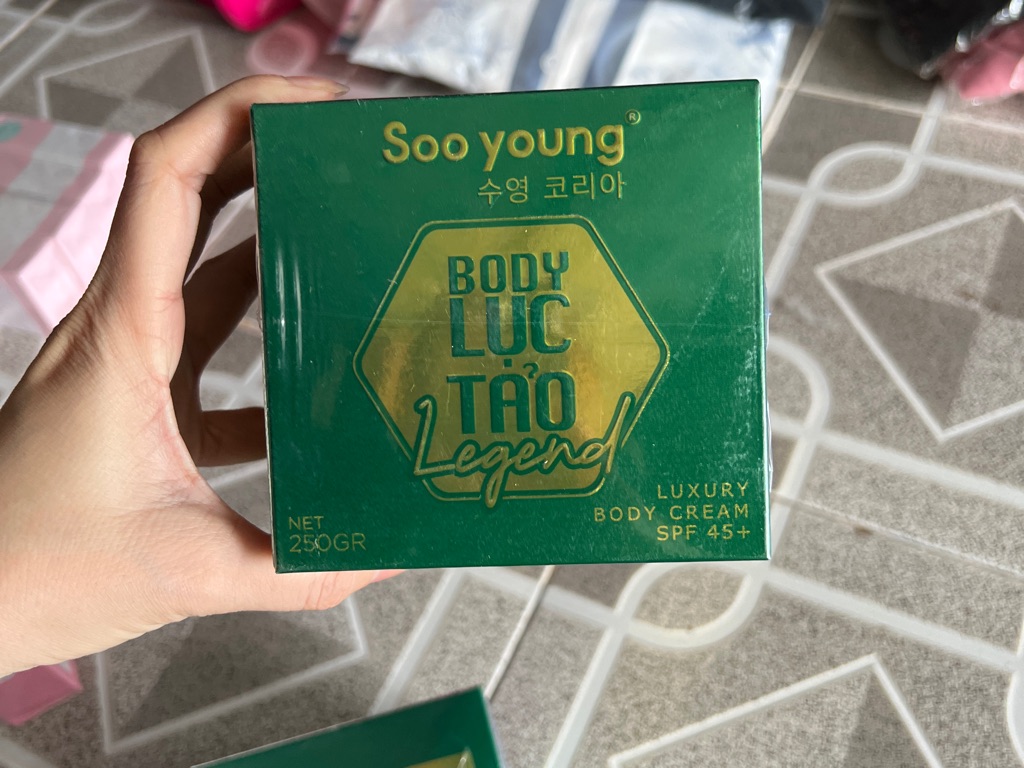 Soo young®
수영 코리아
BODY
LỤC
TẢO
Legend
NET
250GR
LUXURY
BODY CREAM
SPF 45+